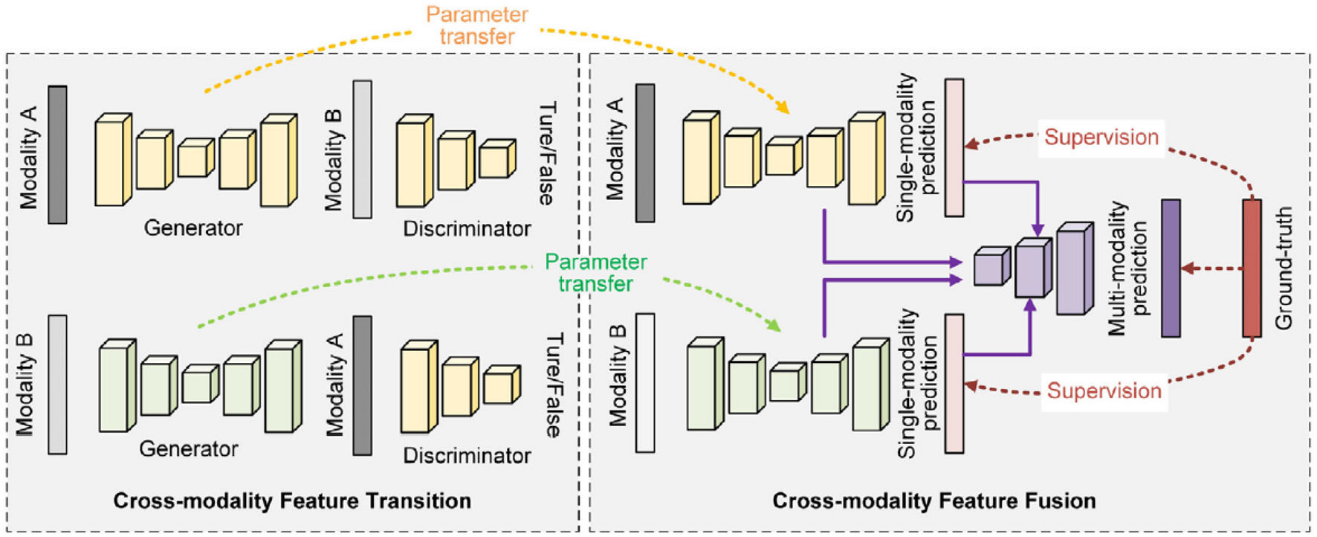 Parameter
transfer
Modality A
Generator
Modality B
Discriminator
Ture/False
Modality B
Generator
Modality A
Discriminator
Ture/False
Cross-modality Feature Transition
Parameter
transfer
Modality A
Single-modality
prediction
Supervision
Multi-modality
prediction
Ground-truth
Modality B
Single-modality
prediction
Supervision
Cross-modality Feature Fusion